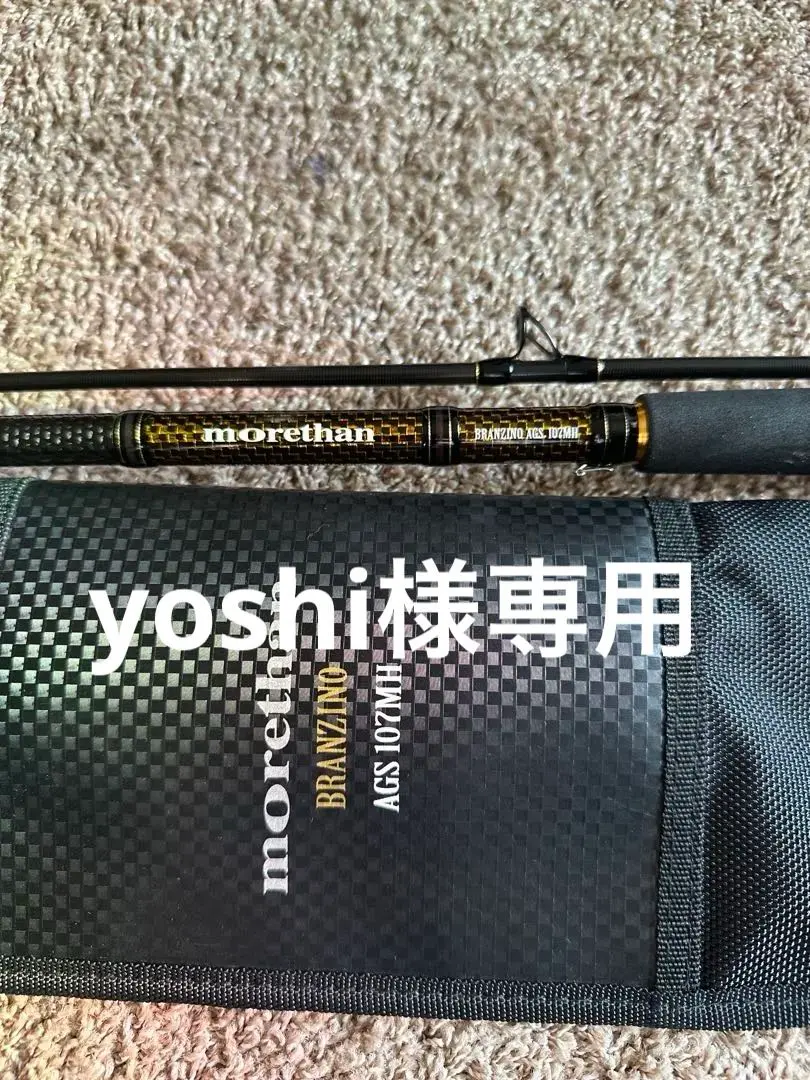 morethan
BRANZINO AGS 107MH
yoshi様専用
morethan
BRANZINO
AGS 107MH